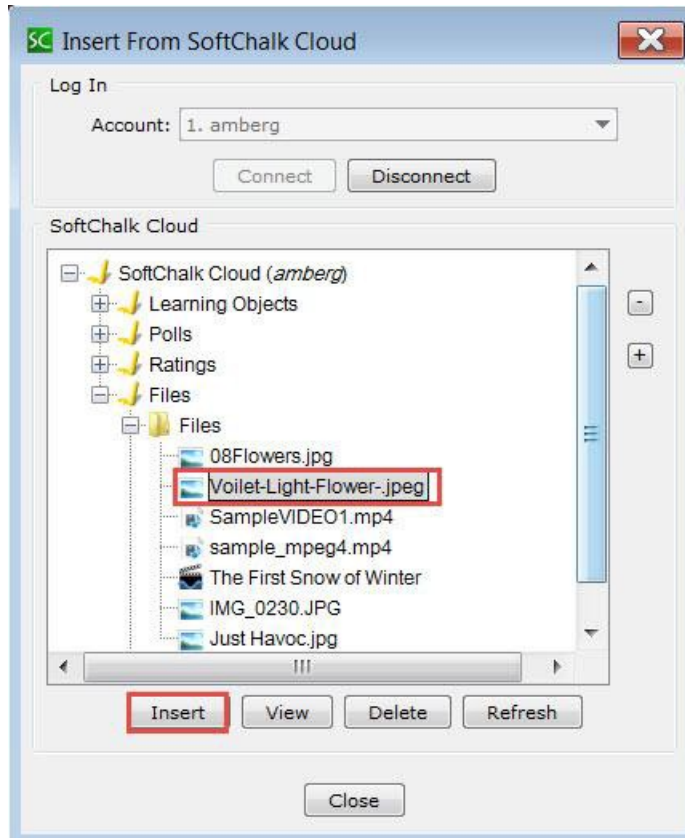 SC Insert From SoftChalk Cloud
Log In
Account: 1. amberg
Connect Disconnect
SoftChalk Cloud
SoftChalk Cloud (amberg)
Learning Objects
Polls
Ratings
Files
Files
08Flowers.jpg
Voilet-Light-Flower-.jpeg
SampleVIDEO1.mp4
sample_mpeg4.mp4
The First Snow of Winter
IMG_0230.JPG
Just Havoc.jpg
Insert View Delete Refresh
Close